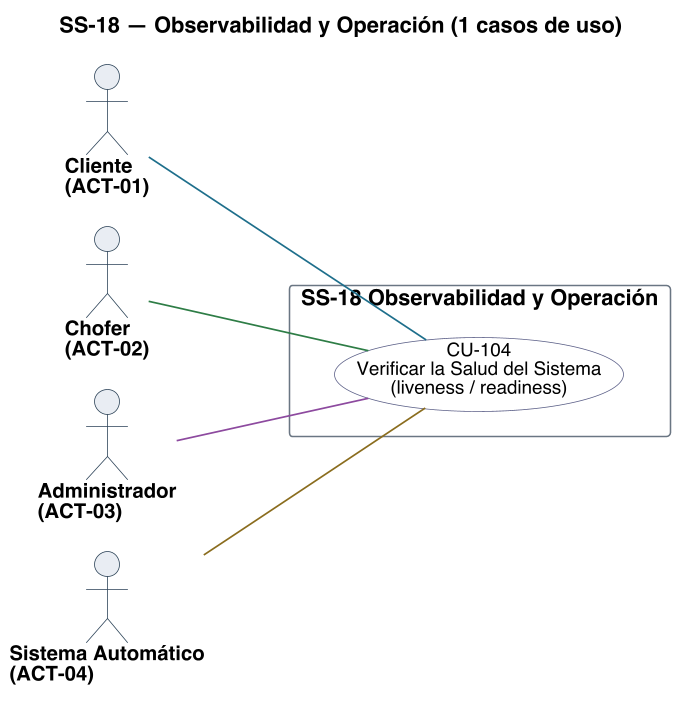 SS-18 — Observabilidad y Operación (1 casos de uso)
Cliente
(ACT-01)
SS-18 Observabilidad y Operación
Chofer
(ACT-02)
CU-104
Verificar la Salud del Sistema
(liveness / readiness)
Administrador
(ACT-03)
Sistema Automático
(ACT-04)